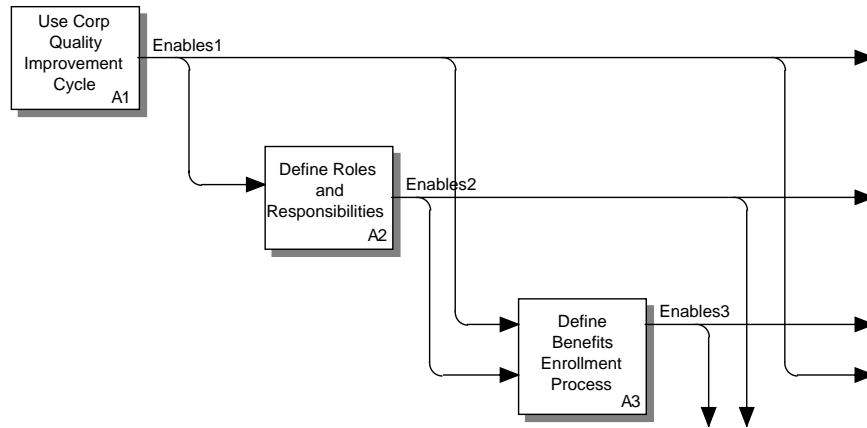 Use Corp
Quality
Improvement
Cycle
A1
Enables1
Define Roles
and
Responsibilities
A2
Enables2
Define
Benefits
Enrollment
Process
A3
Enables3